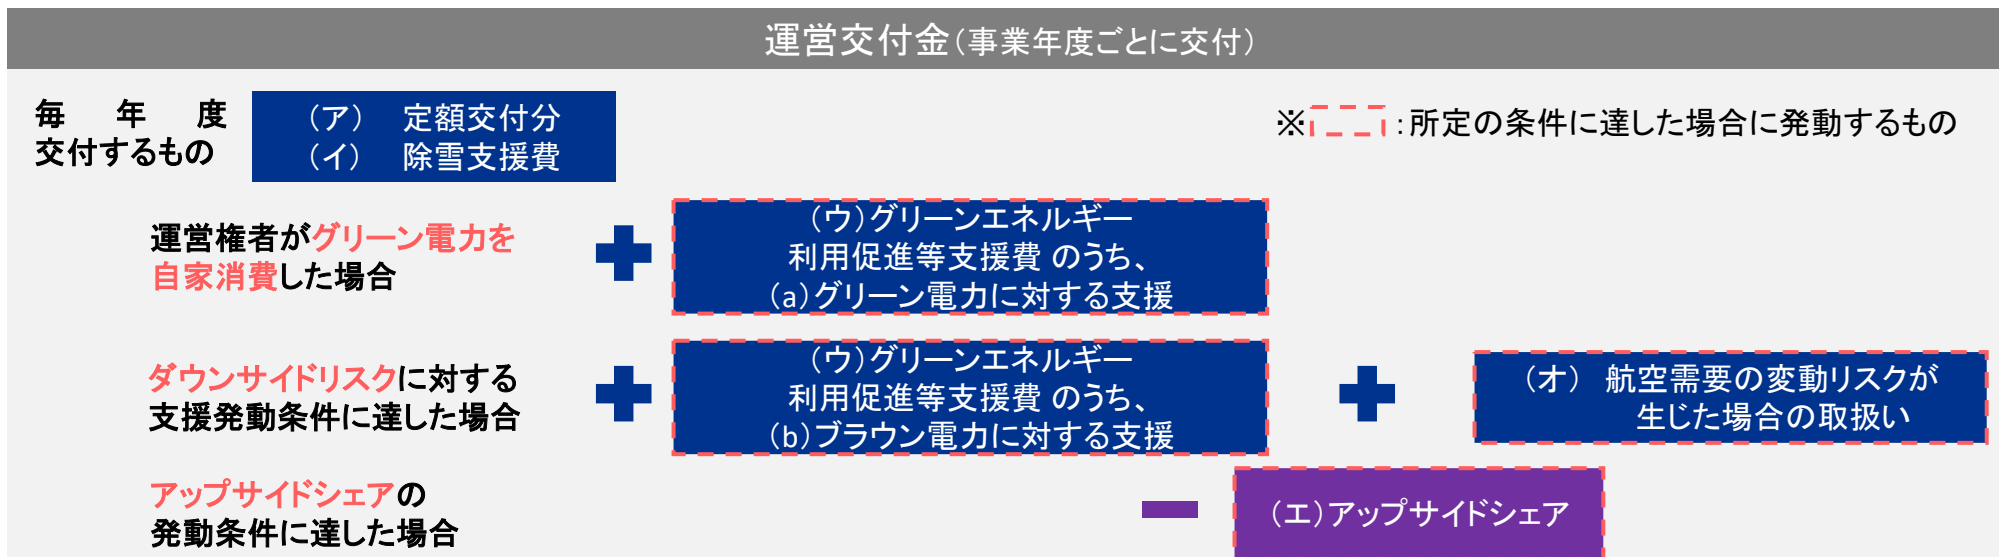 運営交付金(事業年度ごとに交付)
毎年度
交付するもの
(ア) 定額交付分
(イ) 除雪支援費
※ :所定の条件に達した場合に発動するもの
運営権者がグリーン電力を
自家消費した場合
(ウ)グリーンエネルギー
利用促進等支援費 のうち、
(a)グリーン電力に対する支援
ダウンサイドリスクに対する
支援発動条件に達した場合
(ウ)グリーンエネルギー
利用促進等支援費 のうち、
(b)ブラウン電力に対する支援
(オ) 航空需要の変動リスクが
生じた場合の取扱い
アップサイドシェアの
発動条件に達した場合
(エ)アップサイドシェア